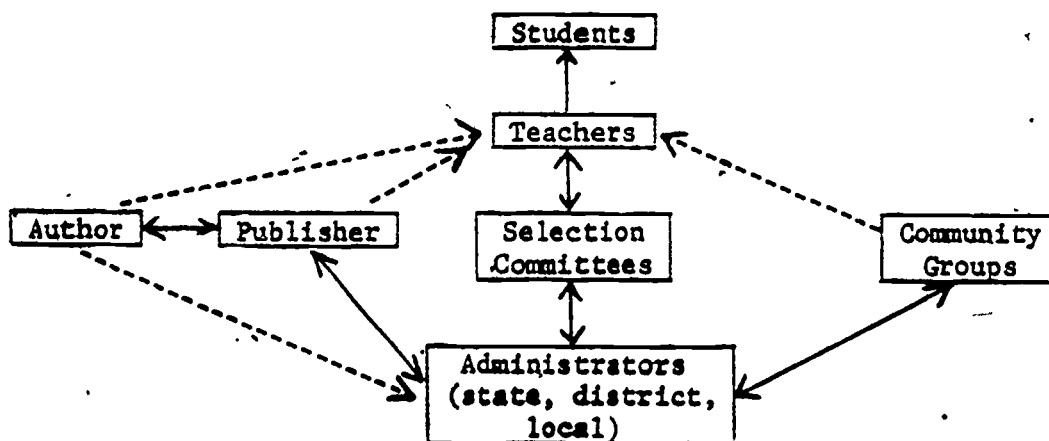 Students
Teachers
Author
Publisher
Selection
Committees
Community
Groups
Administrators
(state, district,
local)